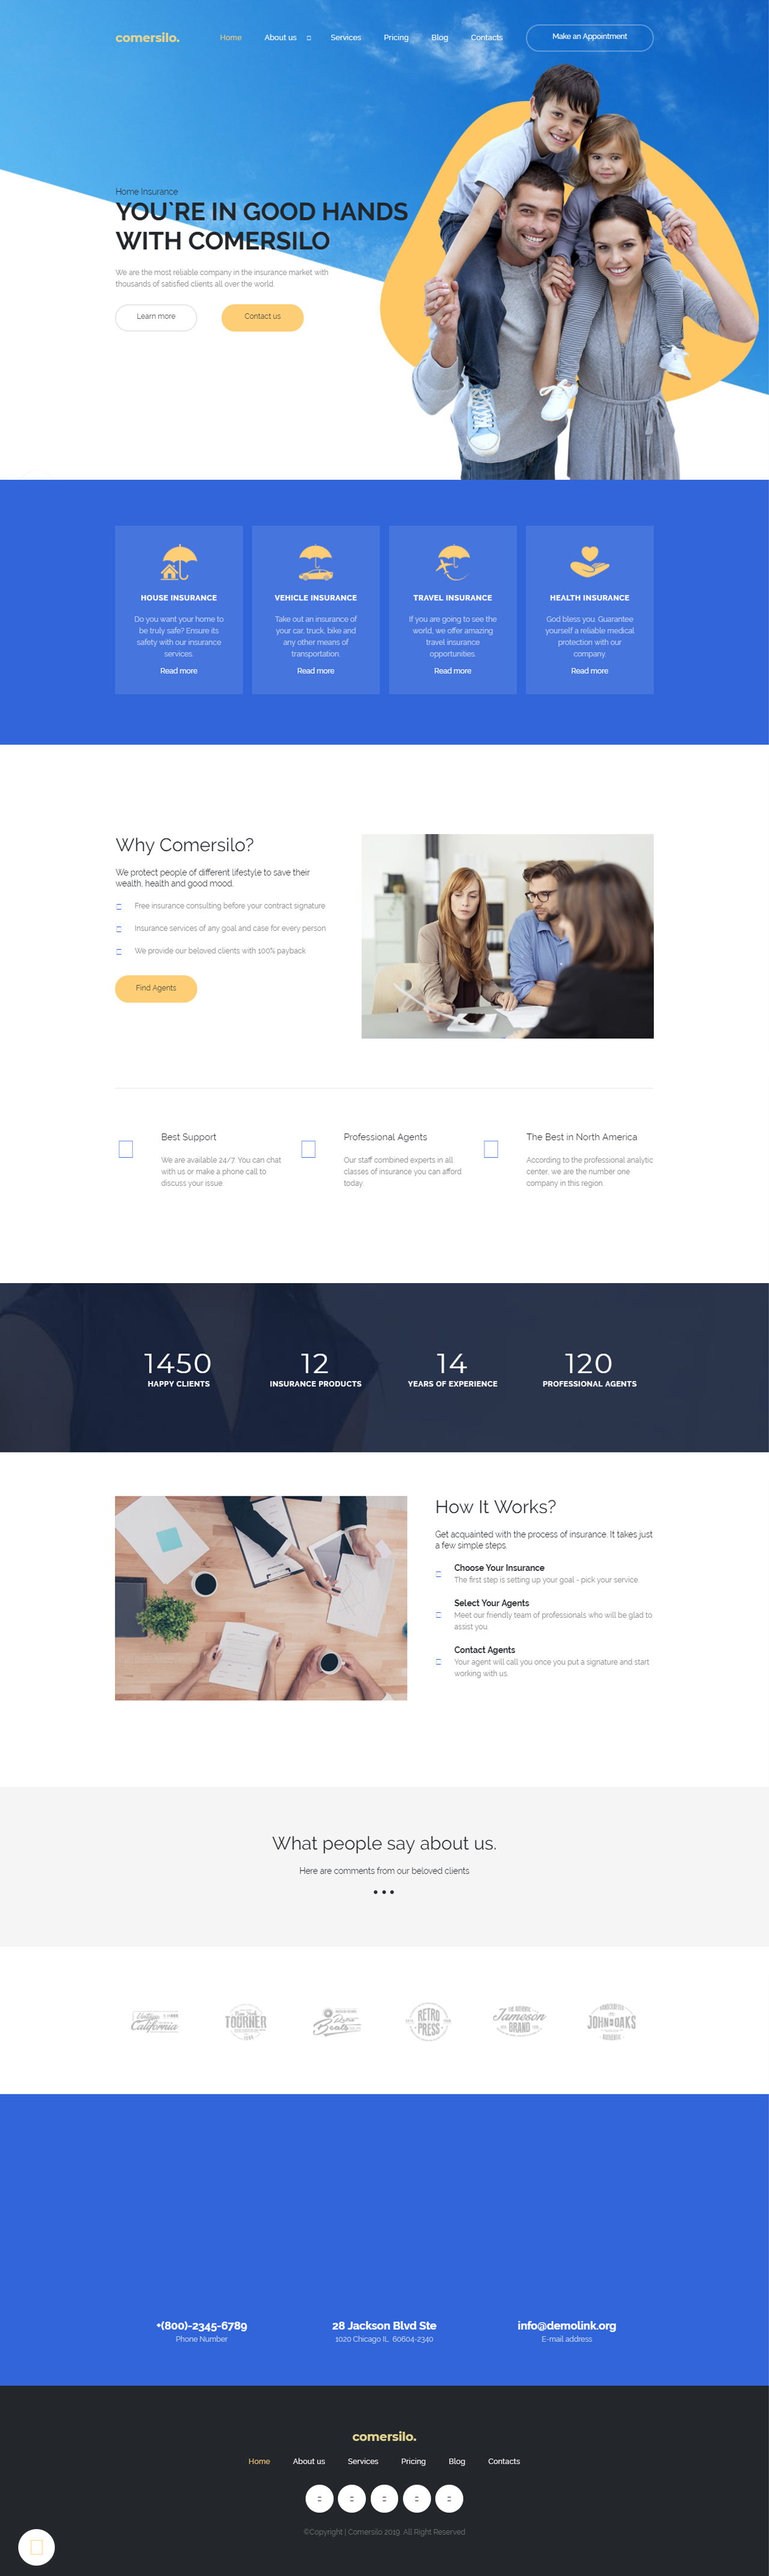 comersilo.
Home About us Services Pricing Blog Contacts Make an Appointment
Home Insurance
YOU`RE IN GOOD HANDS
WITH COMERSILO
We are the most reliable company in the insurance market with
thousands of satisfied clients all over the world.
Learn more Contact us
HOUSE INSURANCE
Do you want your home to
be truly safe? Ensure its
safety with our insurance
services.
Read more
VEHICLE INSURANCE
Take out an insurance of
your car, truck, bike and
any other means of
transportation.
Read more
TRAVEL INSURANCE
If you are going to see the
world, we offer amazing
travel insurance
opportunities.
Read more
HEALTH INSURANCE
God bless you. Guarantee
yourself a reliable medical
protection with our
company.
Read more
Why Comersilo?
We protect people of different lifestyle to save their
wealth, health and good mood.
Free insurance consulting before your contract signature
Insurance services of any goal and case for every person
We provide our beloved clients with 100% payback
Find Agents
Best Support
We are available 24/7. You can chat
with us or make a phone call to
discuss your issue.
Professional Agents
Our staff combined experts in all
classes of insurance you can afford
today.
The Best in North America
According to the professional analytic
center, we are the number one
company in this region.
1450
HAPPY CLIENTS
12
INSURANCE PRODUCTS
14
YEARS OF EXPERIENCE
120
PROFESSIONAL AGENTS
How It Works?
Get acquainted with the process of insurance. It takes just
a few simple steps.
Choose Your Insurance
The first step is setting up your goal - pick your service
Select Your Agents
Meet our friendly team of professionals who will be glad to
assist you
Contact Agents
Your agent will call you once you put a signature and start
working with us.
What people say about us.
Here are comments from our beloved clients
Vintage
California
New York
TOURNER
Retro
Beats
RETRO
PRESS
Jameson
BRAND
JOHN OAKS
+(800)-2345-6789
Phone Number
28 Jackson Blvd Ste
1020 Chicago IL 60604-2340
info@demolink.org
E-mail address
comersilo.
Home About us Services Pricing Blog Contacts
©Copyright | Comersilo 2019. All Right Reserved